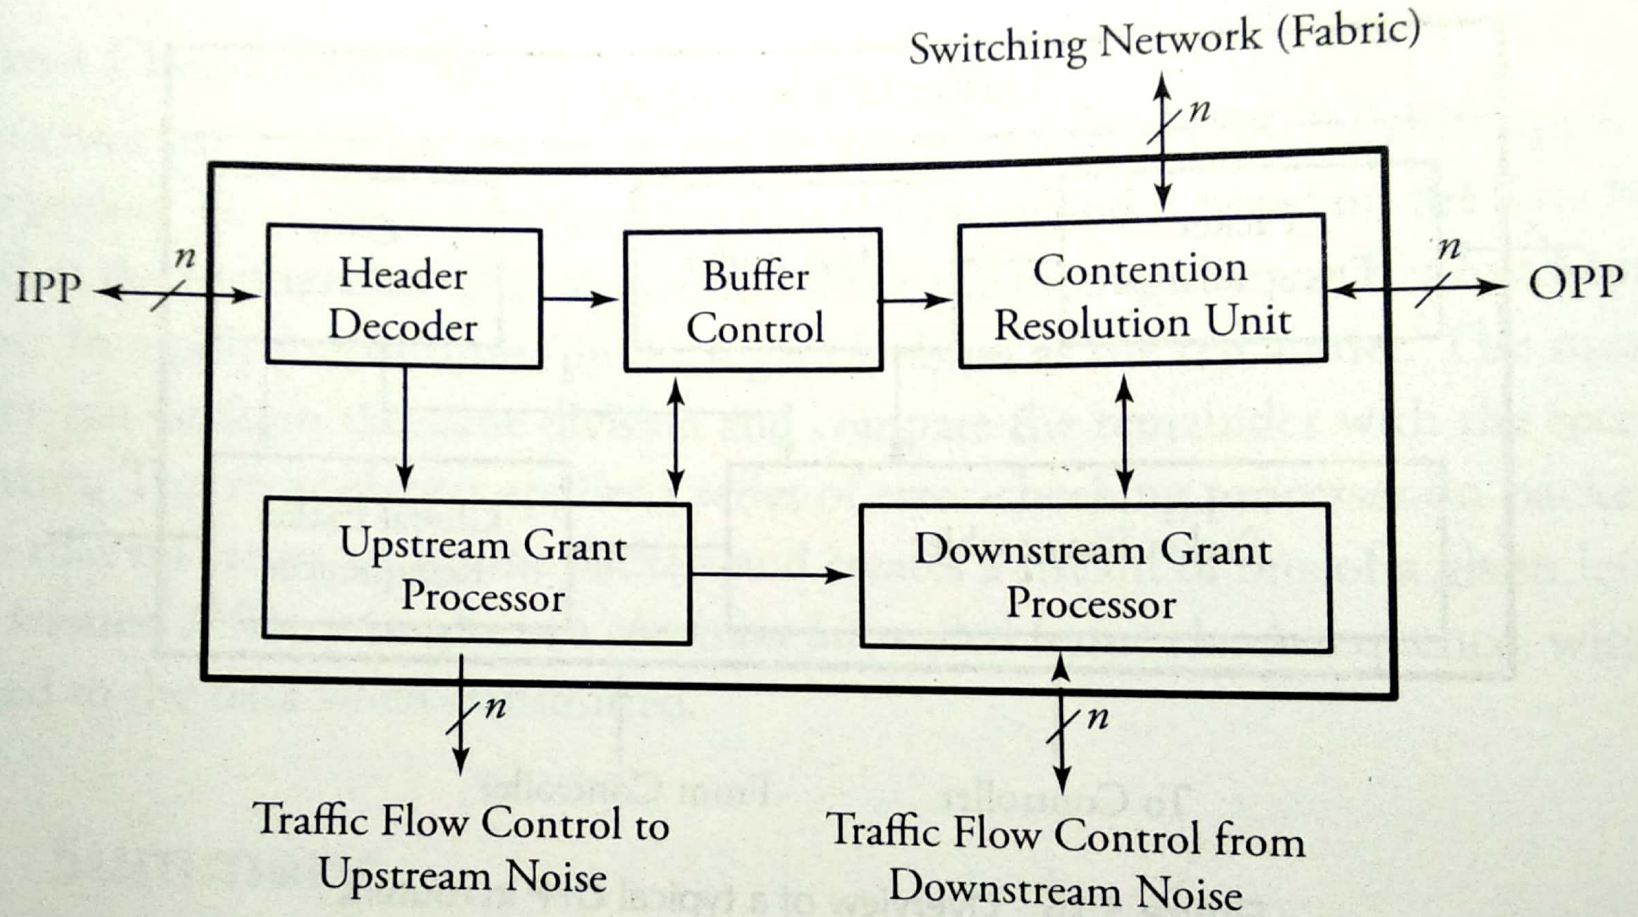 Switching Network (Fabric)
n
n
n
IPP
Header
Decoder
Buffer
Control
Contention
Resolution Unit
OPP
Upstream Grant
Processor
Downstream Grant
Processor
n
n
Traffic Flow Control to
Upstream Noise
Traffic Flow Control from
Downstream Noise